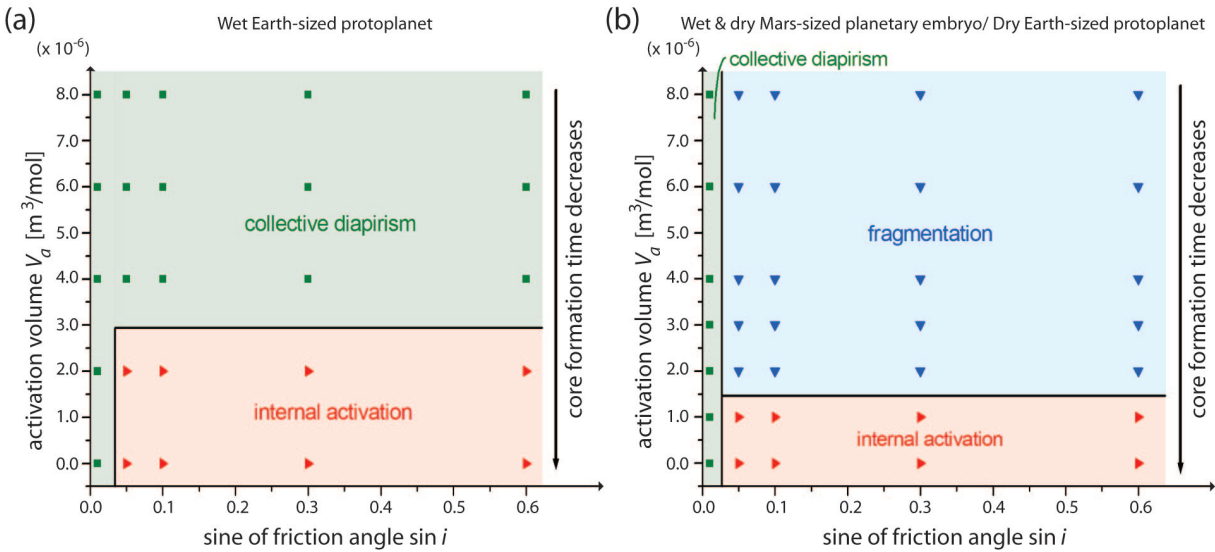 (a)
Wet Earth-sized protoplanet
(x 10⁻⁶)
8.0
7.0
6.0
5.0
4.0
3.0
2.0
1.0
0.0
activation volume Vₐ [m³/mol]
collective diapirism
internal activation
core formation time decreases
0.0 0.1 0.2 0.3 0.4 0.5 0.6
sine of friction angle sin i
(b)
Wet & dry Mars-sized planetary embryo/ Dry Earth-sized protoplanet
(x 10⁻⁶)
collective diapirism
8.0
7.0
6.0
5.0
4.0
3.0
2.0
1.0
0.0
activation volume Vₐ [m³/mol]
fragmentation
internal activation
core formation time decreases
0.0 0.1 0.2 0.3 0.4 0.5 0.6
sine of friction angle sin i